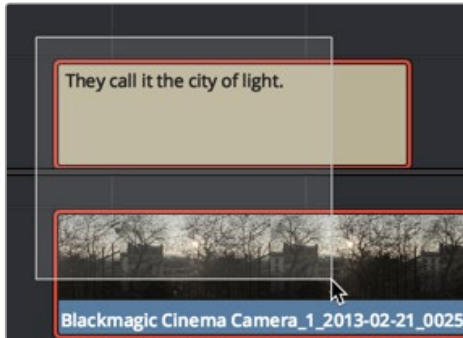 They call it the city of light.
Blackmagic Cinema Camera_1_2013-02-21_0025